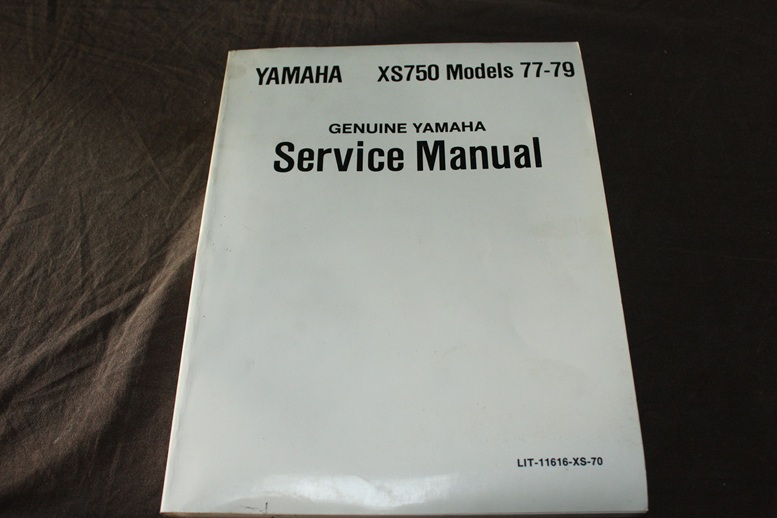 YAMAHA XS750 Models 77-79
GENUINE YAMAHA
Service Manual
LIT-11616-XS-70